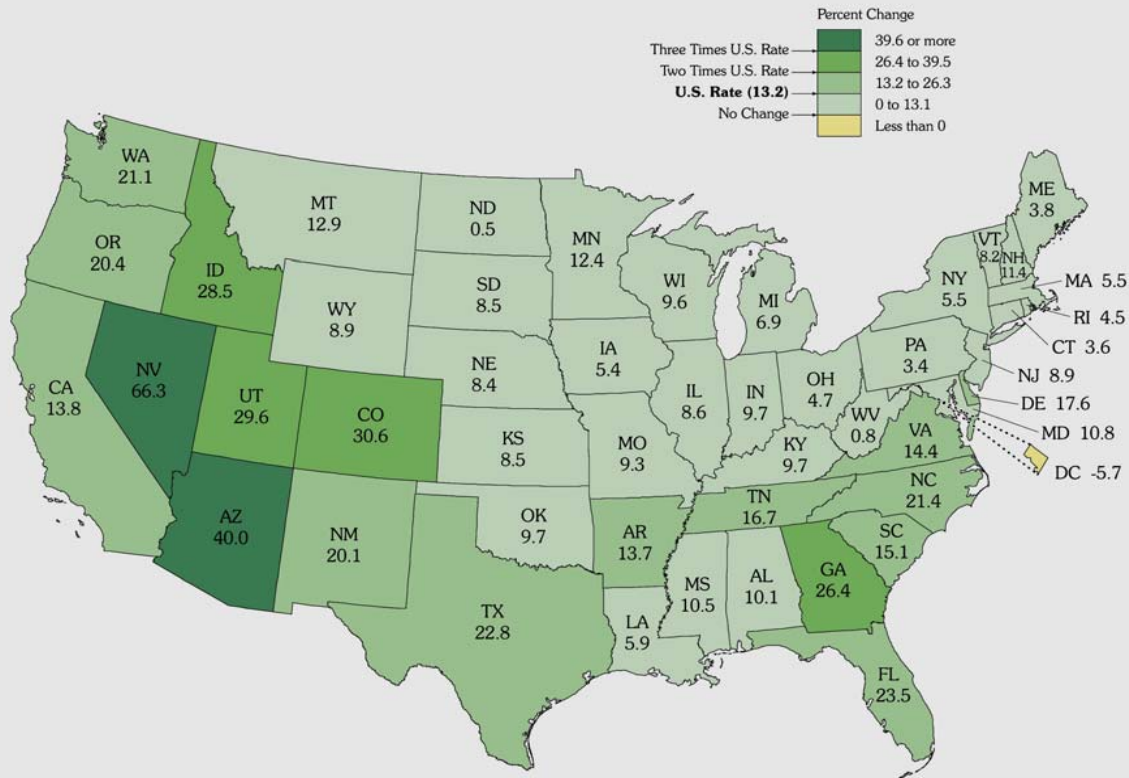 Percent Change
39.6 or more
Three Times U.S. Rate
26.4 to 39.5
Two Times U.S. Rate
13.2 to 26.3
U.S. Rate (13.2)
0 to 13.1
No Change
Less than 0
WA
21.1
MT
12.9
ND
0.5
MN
12.4
ME
3.8
VT
8.2
NH
11.4
OR
20.4
ID
28.5
SD
8.5
WI
9.6
MI
6.9
NY
5.5
MA 5.5
RI 4.5
CT 3.6
NJ 8.9
DE 17.6
MD 10.8
DC -5.7
WY
8.9
NE
8.4
IA
5.4
PA
3.4
CA
13.8
NV
66.3
UT
29.6
CO
30.6
KS
8.5
MO
9.3
IL
8.6
IN
9.7
OH
4.7
WV
0.8
KY
9.7
VA
14.4
NC
21.4
AZ
40.0
NM
20.1
OK
9.7
AR
13.7
TN
16.7
SC
15.1
TX
22.8
LA
5.9
MS
10.5
AL
10.1
GA
26.4
FL
23.5